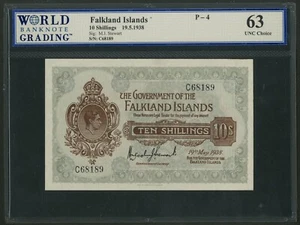 WORLD
BANKNOTE
GRADING
Falkland Islands
10 Shillings 19.5.1938
Sig. M.J. Stewart
S/N: C68189
P - 4
63
UNC Choice
C68189
THE GOVERNMENT OF THE
FALKLAND ISLANDS
TEN SHILLINGS
10s
C68189
19th May 1938.